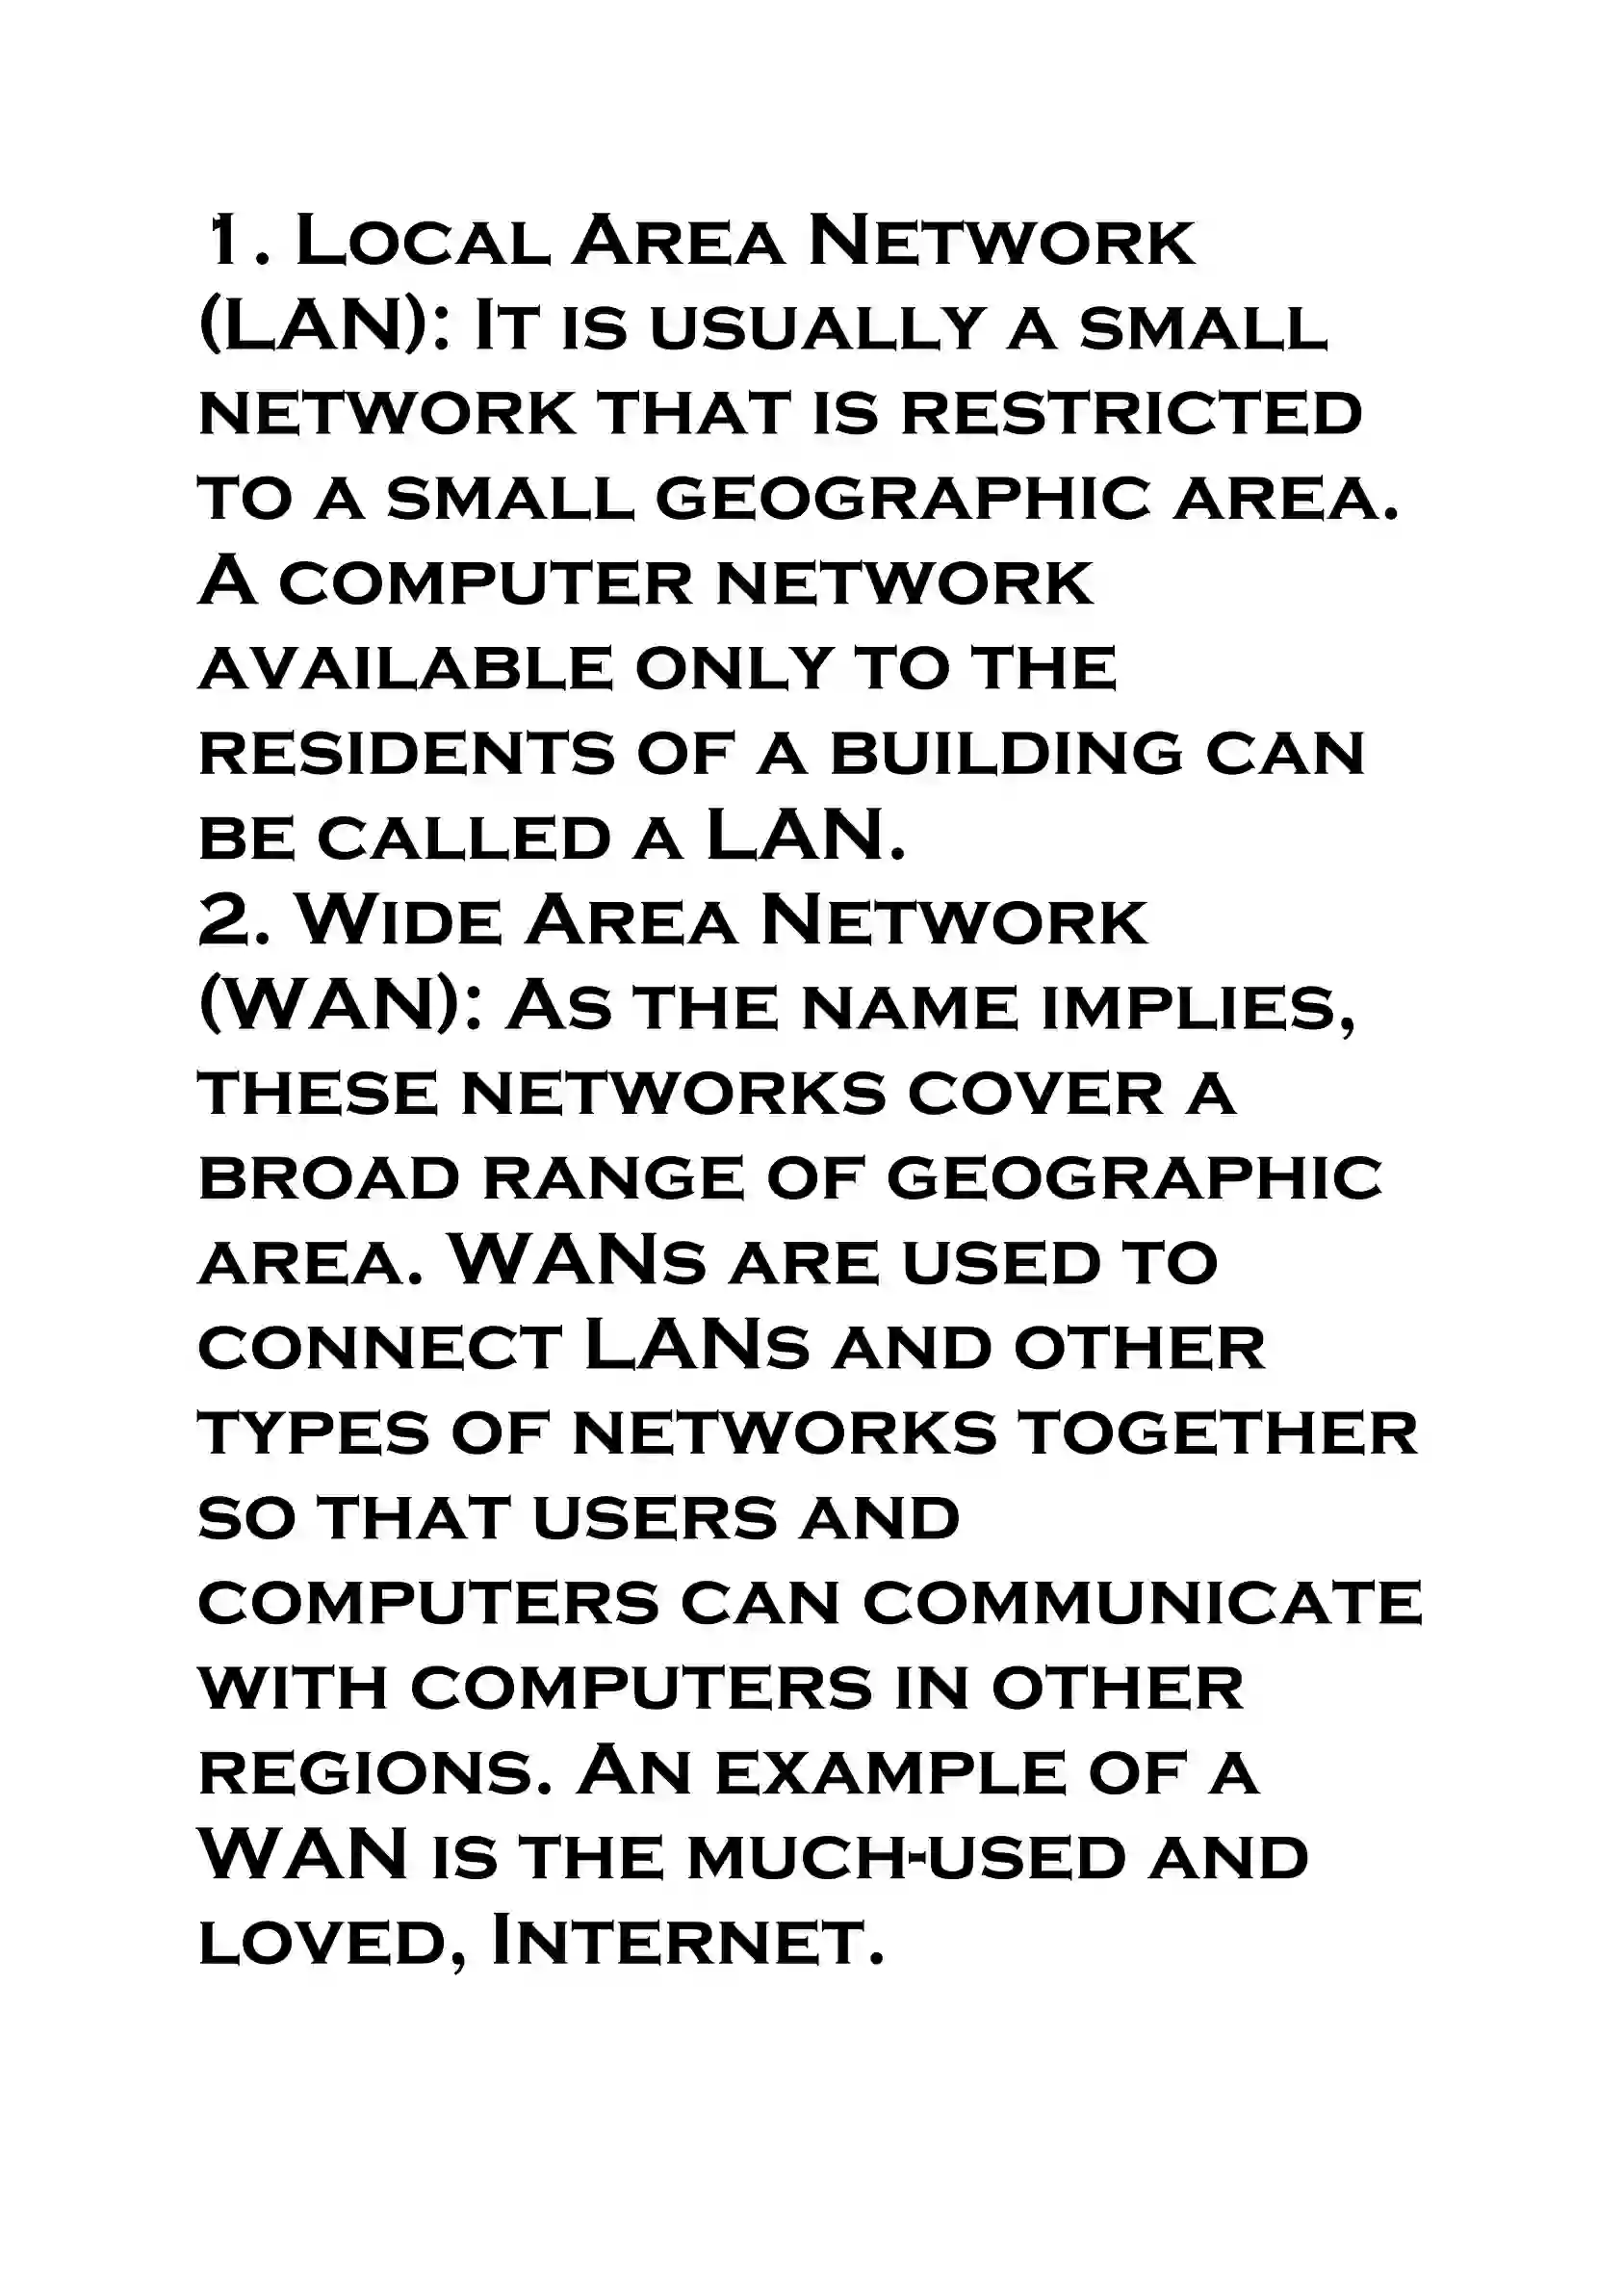 1. Local Area Network
(LAN): It is usually a small
network that is restricted
to a small geographic area.
A computer network
available only to the
residents of a building can
be called a LAN.
2. Wide Area Network
(WAN): As the name implies,
these networks cover a
broad range of geographic
area. WANs are used to
connect LANs and other
types of networks together
so that users and
computers can communicate
with computers in other
regions. An example of a
WAN is the much-used and
loved, Internet.